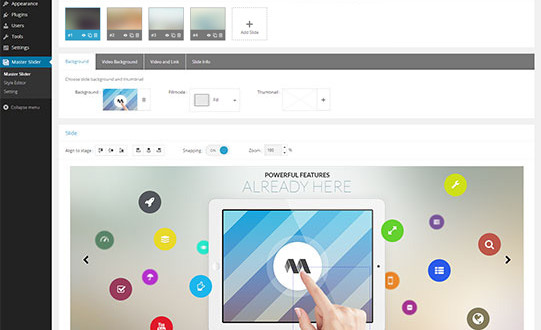 Appearance
Plugins
Users
Tools
Settings
Master Slider
Master Slider
Style Editor
Setting
Collapse menu
#1
#2
#3
#4
Add Slide
Background
Video Background
Video and Link
Slide Info
Choose slide background and thumbnail
Background :
Fillmode :
Fill
Thumbnail :
Slide
Align to stage :
Snapping :
ON
Zoom :
100
%
POWERFUL FEATURES
ALREADY HERE